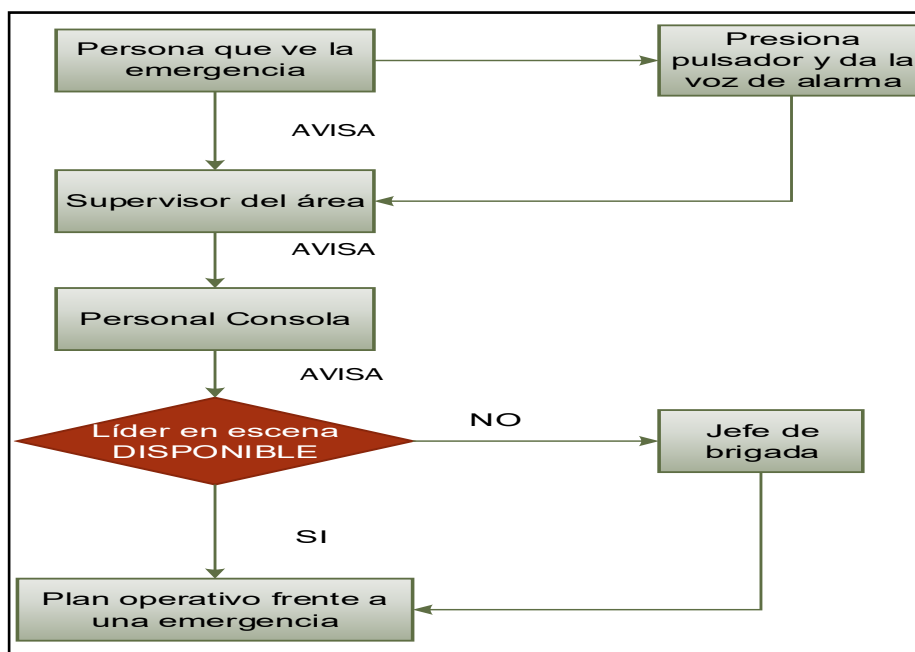 Persona que ve la
emergencia
Presiona
pulsador y da la
voz de alarma
AVISA
Supervisor del área
AVISA
Personal Consola
AVISA
Líder en escena
DISPONIBLE
NO
Jefe de
brigada
SI
Plan operativo frente a
una emergencia